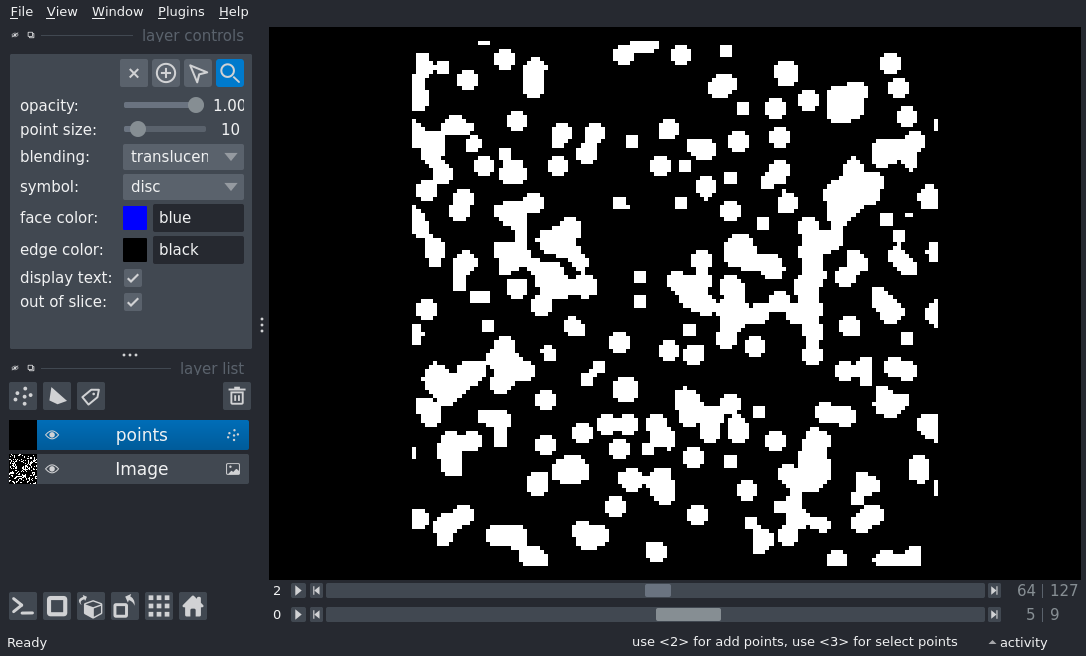 File View Window Plugins Help
layer controls
opacity: 1.00
point size: 10
blending: translucen
symbol: disc
face color: blue
edge color: black
display text:
out of slice:
layer list
points
Image
2 64 | 127
0 5 | 9
Ready use <2> for add points, use <3> for select points activity